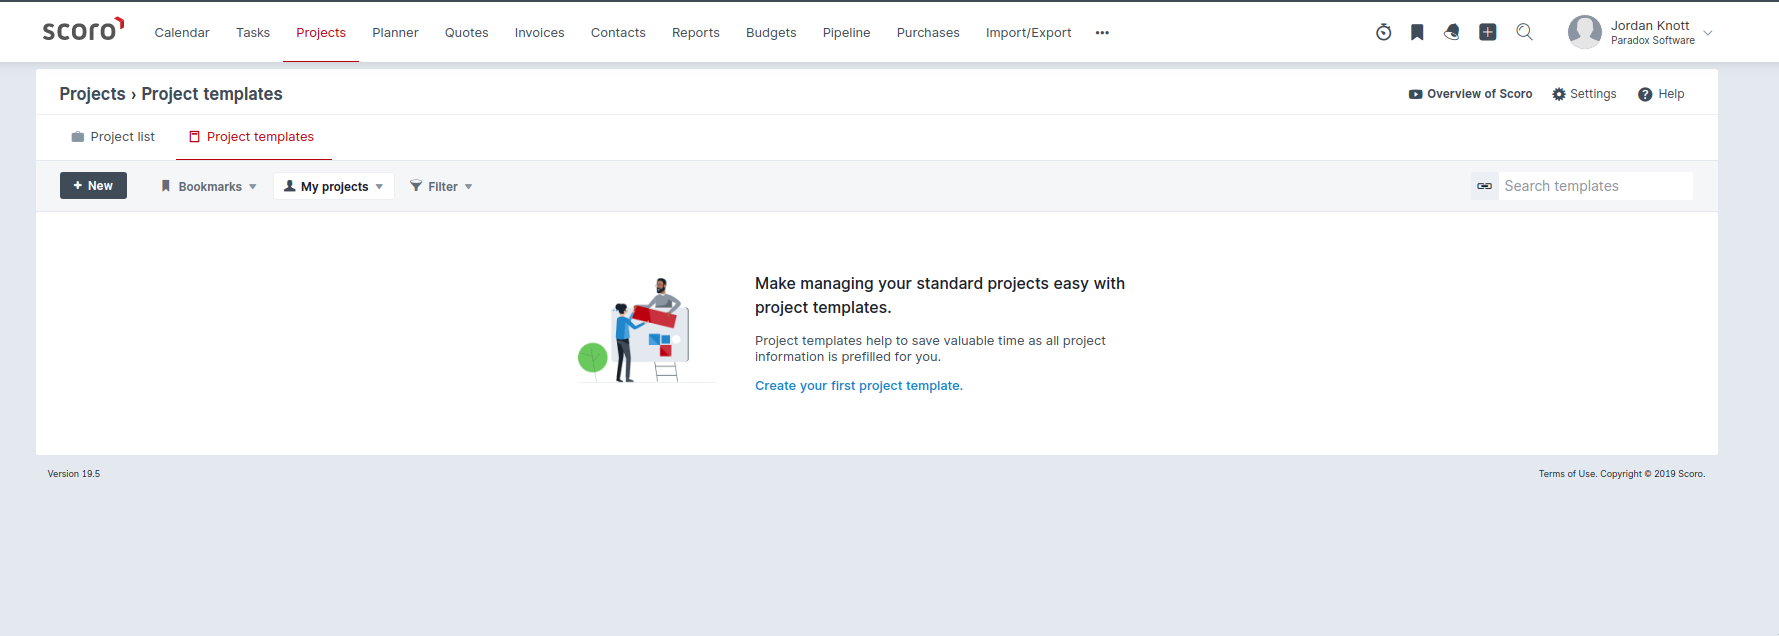 scoro
Calendar Tasks Projects Planner Quotes Invoices Contacts Reports Budgets Pipeline Purchases Import/Export
Jordan Knott
Paradox Software
Projects › Project templates
Overview of Scoro Settings Help
Project list Project templates
+ New Bookmarks My projects Filter Search templates
Make managing your standard projects easy with
project templates.
Project templates help to save valuable time as all project
information is prefilled for you.
Create your first project template.
Version 19.5 Terms of Use. Copyright © 2019 Scoro.